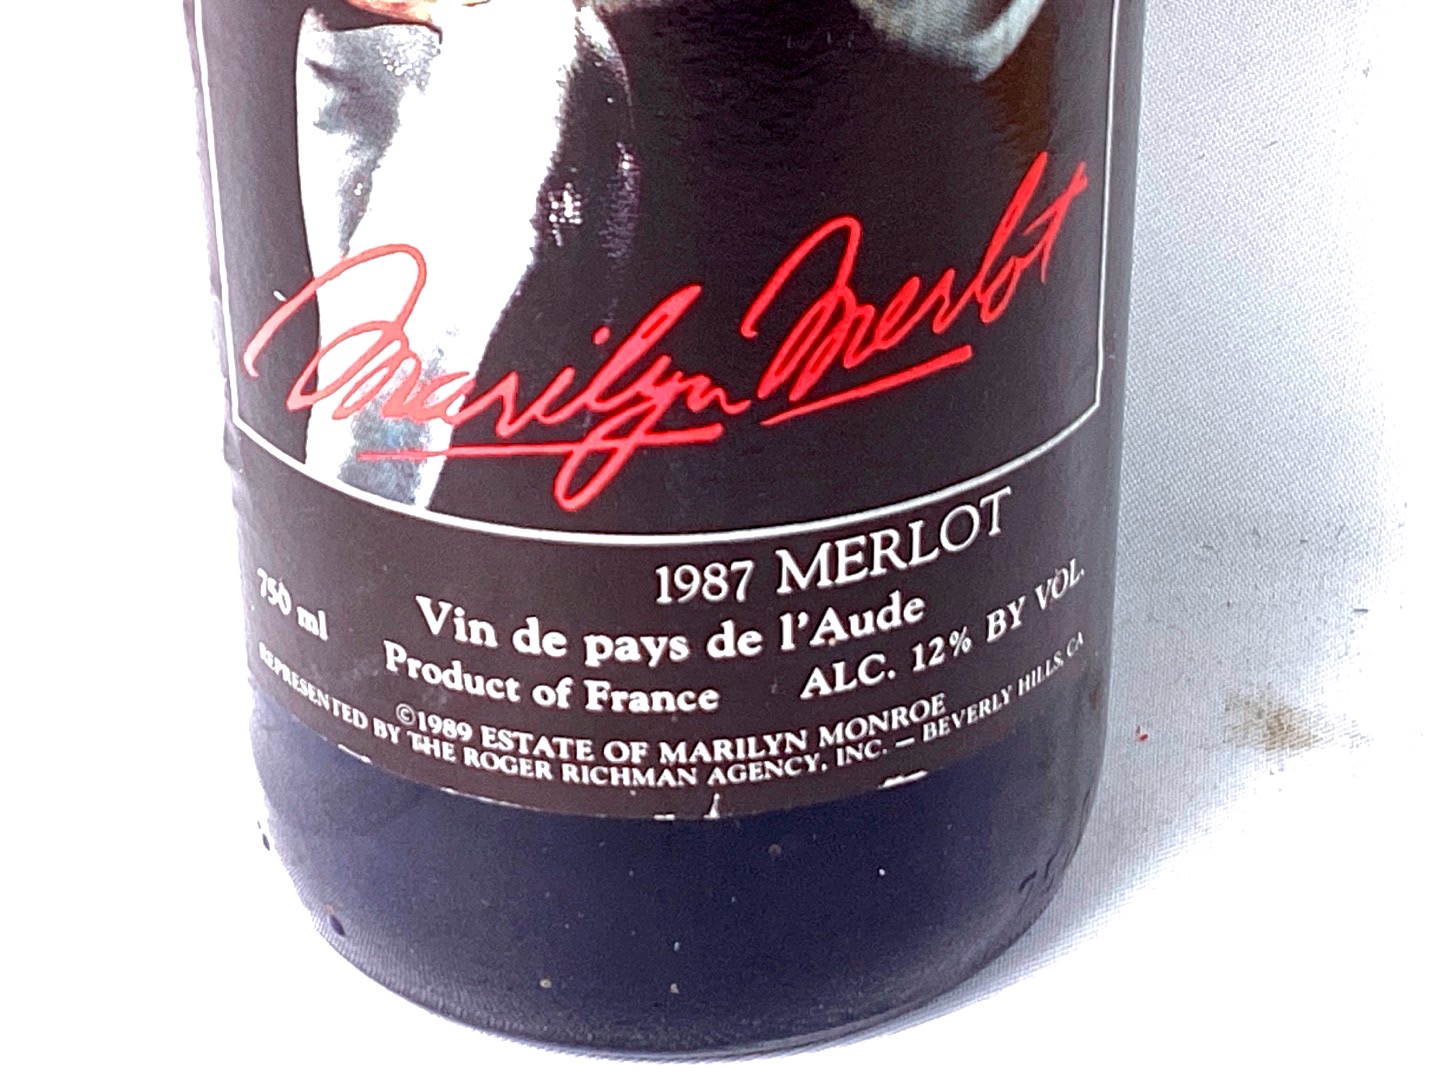 Marilyn Merlot
1987 MERLOT
750 ml
Vin de pays de l'Aude
Product of France
ALC. 12% BY VOL.
©1989 ESTATE OF MARILYN MONROE
REPRESENTED BY THE ROGER RICHMAN AGENCY, INC. — BEVERLY HILLS, CA